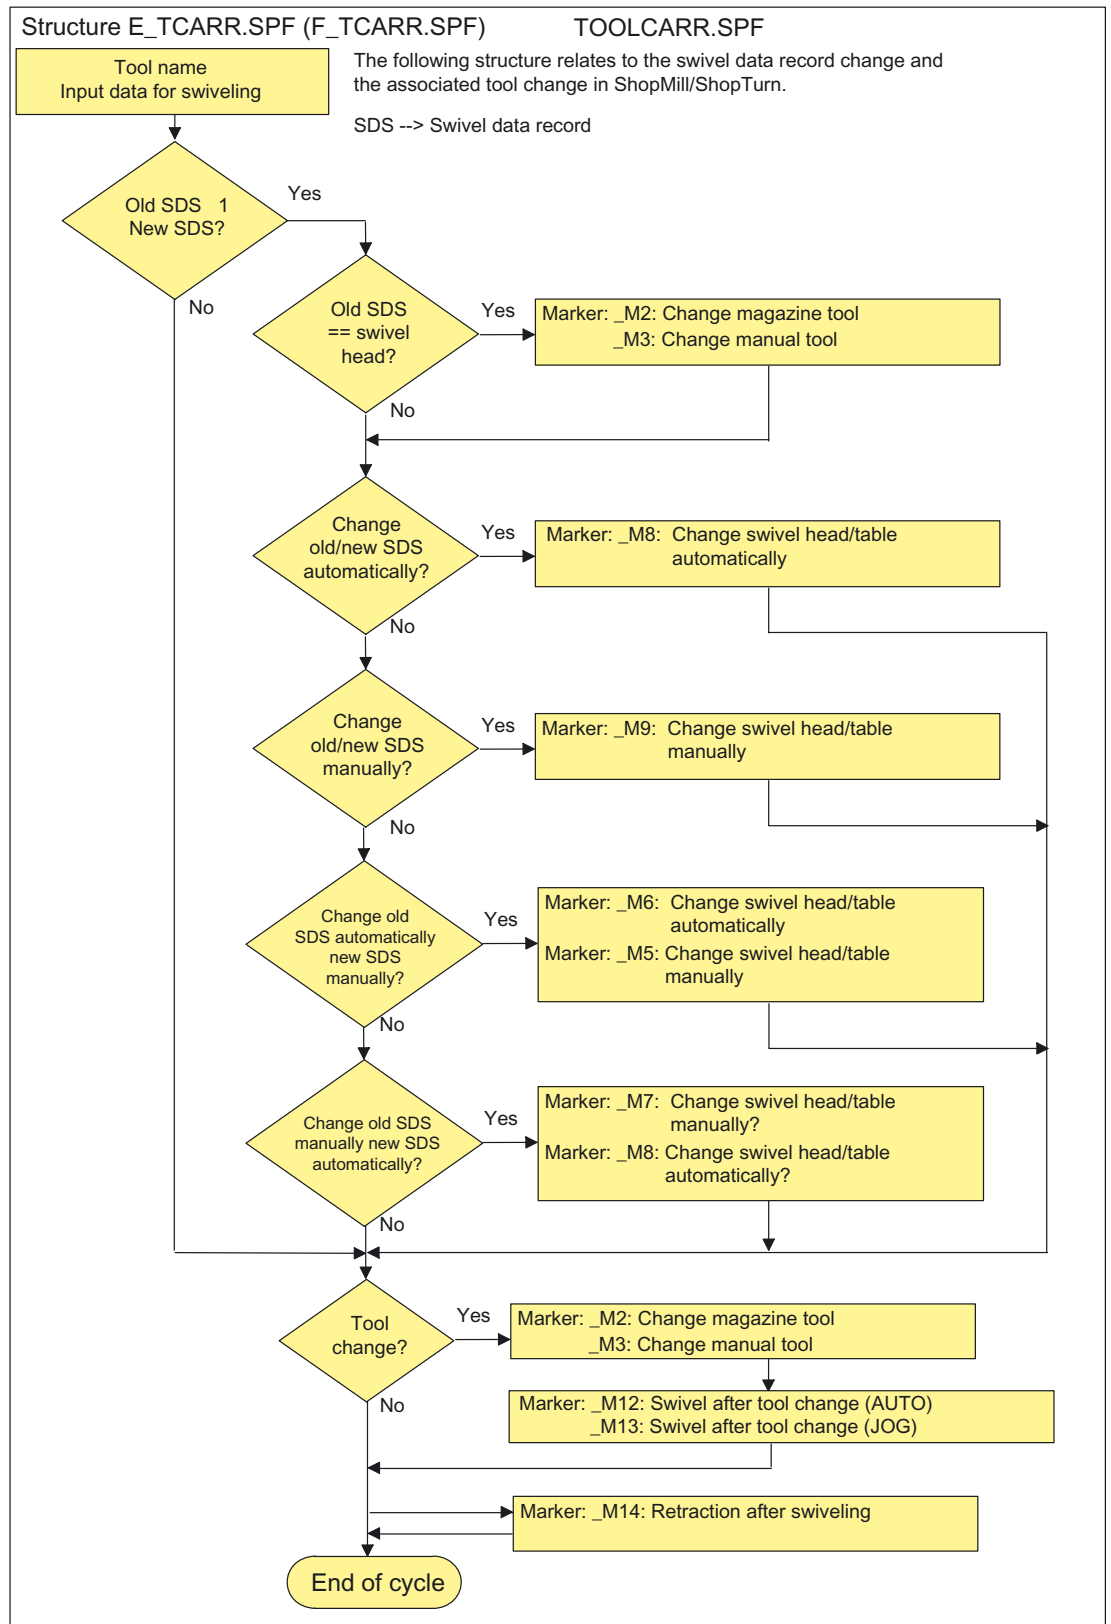 Structure E_TCARR.SPF (F_TCARR.SPF) TOOLCARR.SPF
Tool name
Input data for swiveling
The following structure relates to the swivel data record change and
the associated tool change in ShopMill/ShopTurn.
SDS --> Swivel data record
Old SDS 1
New SDS?
Yes
No
Old SDS
== swivel
head?
Yes
No
Marker: _M2: Change magazine tool
_M3: Change manual tool
Change
old/new SDS
automatically?
Yes
No
Marker: _M8: Change swivel head/table
automatically
Change
old/new SDS
manually?
Yes
No
Marker: _M9: Change swivel head/table
manually
Change old
SDS automatically
new SDS
manually?
Yes
No
Marker: _M6: Change swivel head/table
automatically
Marker: _M5: Change swivel head/table
manually
Change old SDS
manually new SDS
automatically?
Yes
No
Marker: _M7: Change swivel head/table
manually?
Marker: _M8: Change swivel head/table
automatically?
Tool
change?
Yes
No
Marker: _M2: Change magazine tool
_M3: Change manual tool
Marker: _M12: Swivel after tool change (AUTO)
_M13: Swivel after tool change (JOG)
Marker: _M14: Retraction after swiveling
End of cycle